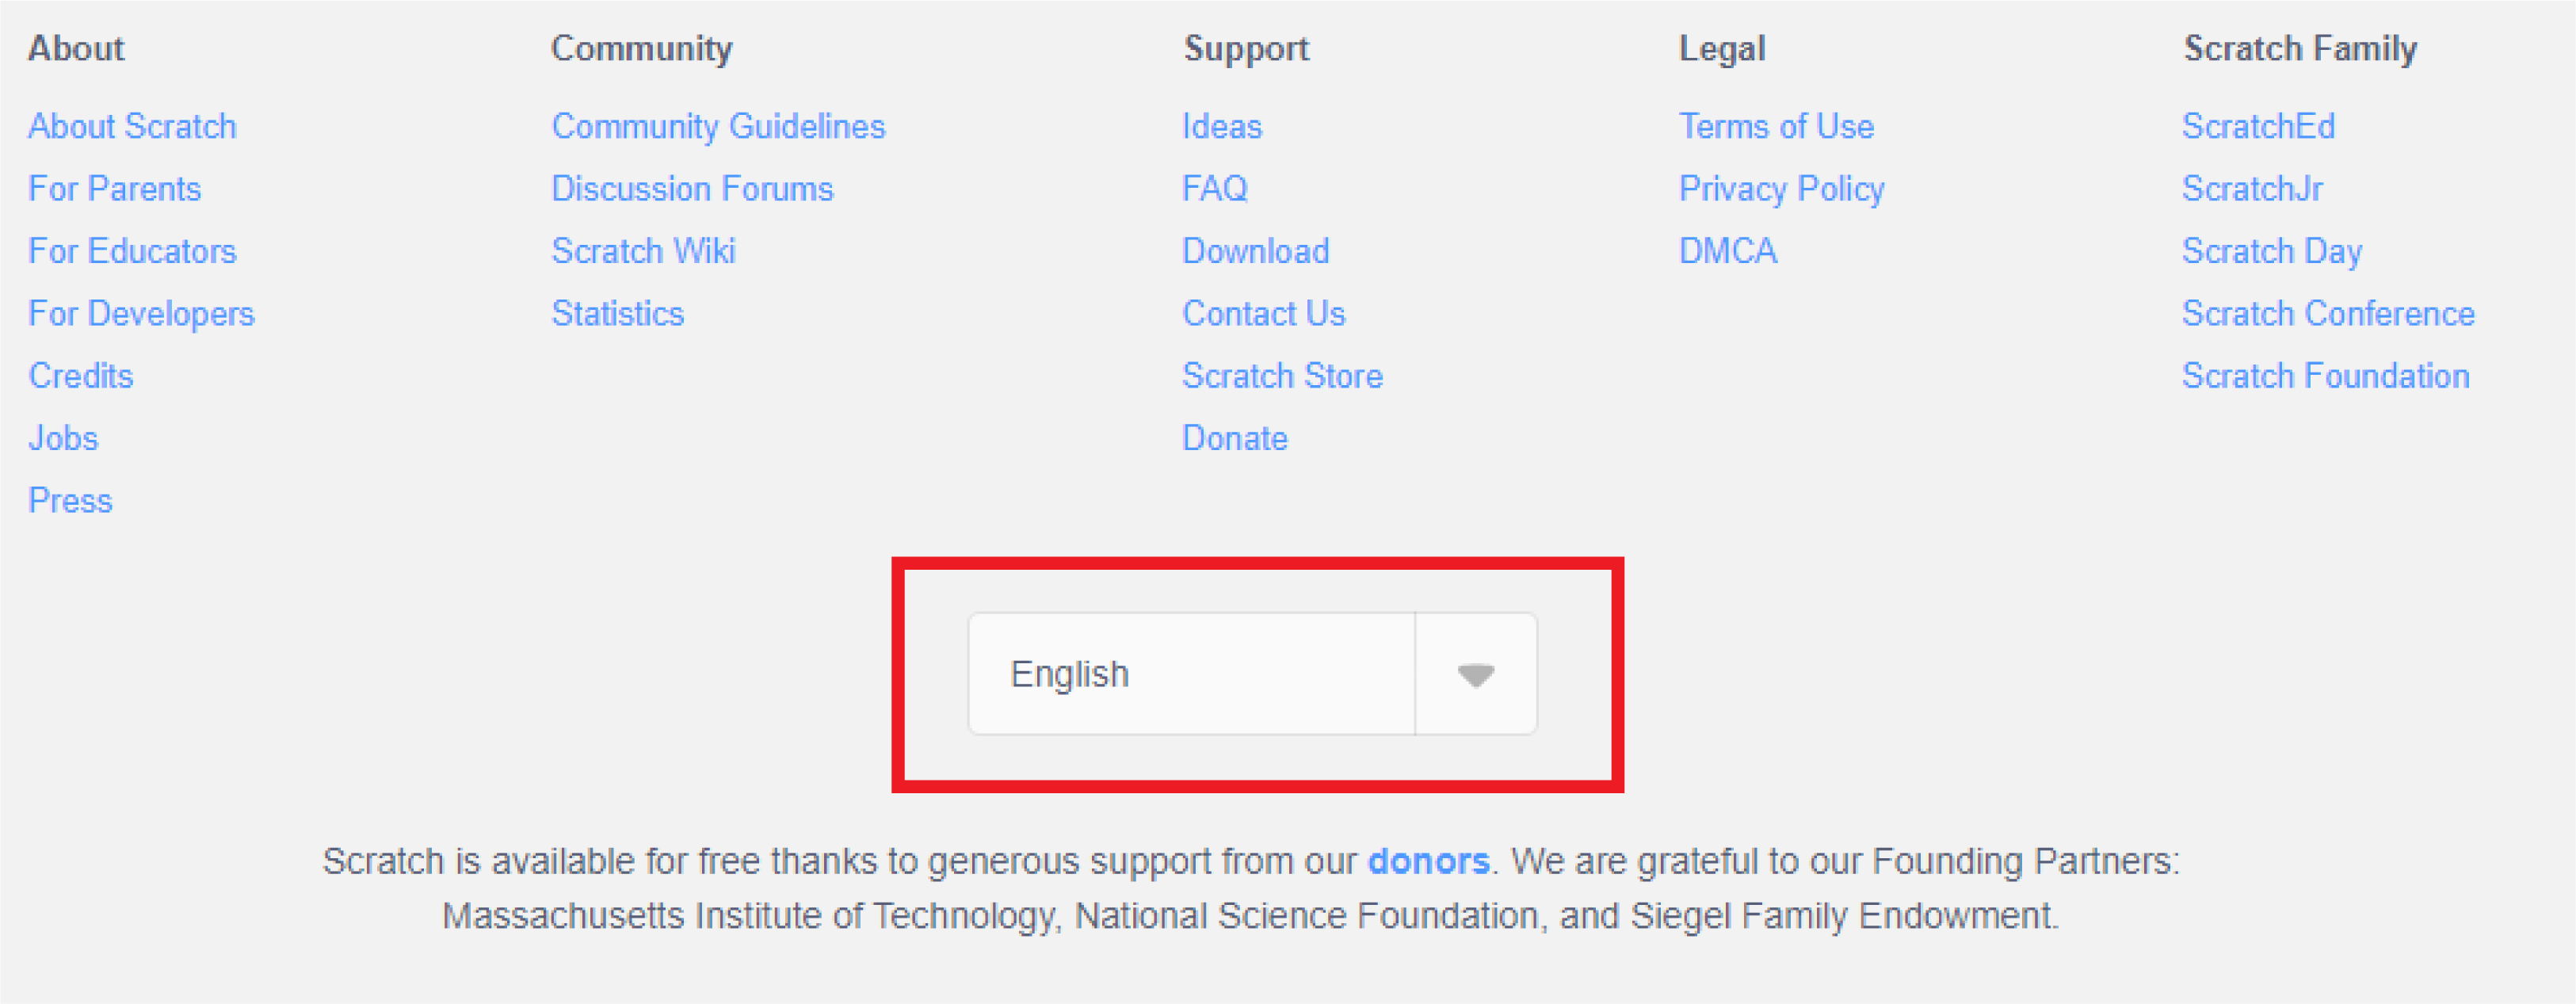 About
About Scratch
For Parents
For Educators
For Developers
Credits
Jobs
Press
Community
Community Guidelines
Discussion Forums
Scratch Wiki
Statistics
Support
Ideas
FAQ
Download
Contact Us
Scratch Store
Donate
Legal
Terms of Use
Privacy Policy
DMCA
Scratch Family
ScratchEd
ScratchJr
Scratch Day
Scratch Conference
Scratch Foundation
English
Scratch is available for free thanks to generous support from our donors. We are grateful to our Founding Partners:
Massachusetts Institute of Technology, National Science Foundation, and Siegel Family Endowment.